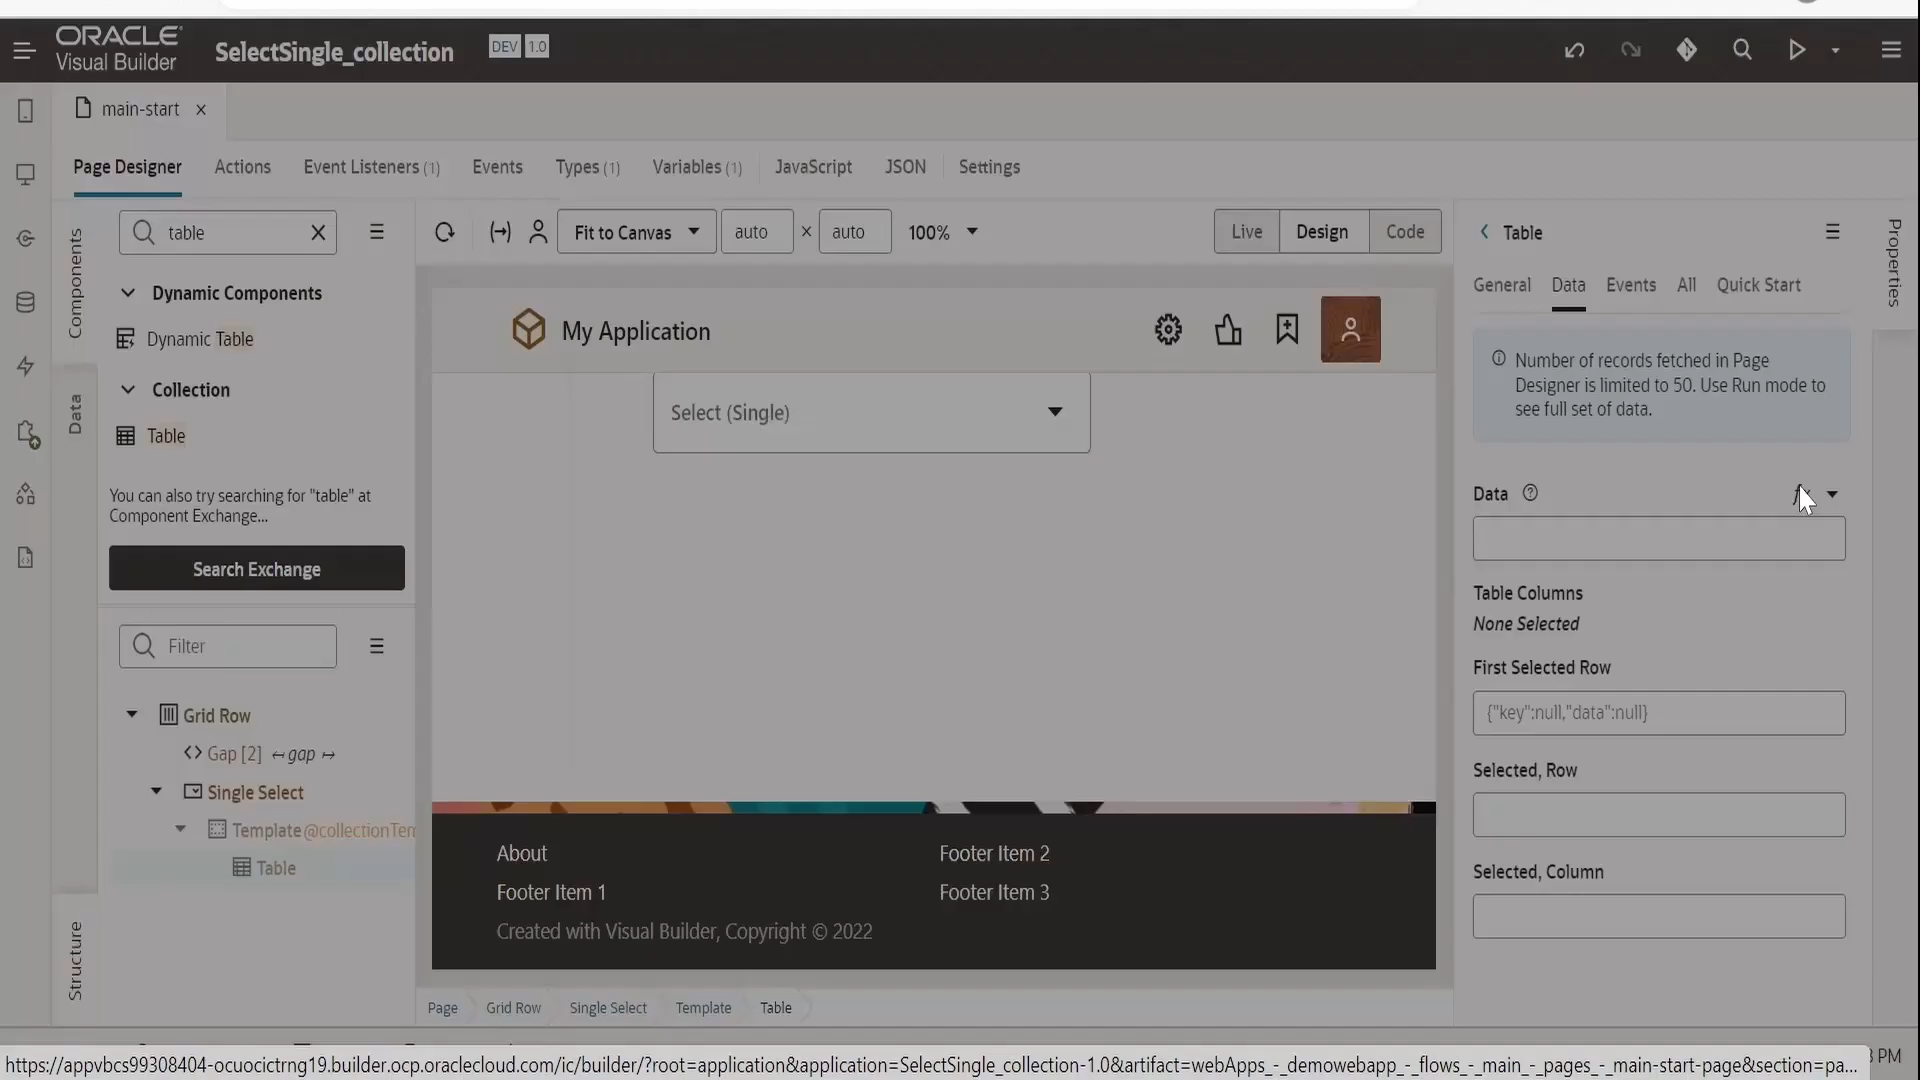 ORACLE
Visual Builder
SelectSingle_collection
DEV 1.0
main-start
Page Designer
Actions
Event Listeners (1)
Events
Types (1)
Variables (1)
JavaScript
JSON
Settings
Components
Data
Structure
table
Dynamic Components
Dynamic Table
Collection
Table
You can also try searching for "table" at
Component Exchange...
Search Exchange
Filter
Grid Row
Gap [2] gap
Single Select
Template @collectionTem
Table
Fit to Canvas
auto × auto
100%
Live
Design
Code
My Application
Select (Single)
About
Footer Item 2
Footer Item 1
Footer Item 3
Created with Visual Builder, Copyright © 2022
Page
Grid Row
Single Select
Template
Table
Table
Properties
General
Data
Events
All
Quick Start
Number of records fetched in Page
Designer is limited to 50. Use Run mode to
see full set of data.
Data
Table Columns
None Selected
First Selected Row
{"key":null,"data":null}
Selected, Row
Selected, Column
https://appvbcs99308404-ocuocictrng19.builder.ocp.oraclecloud.com/ic/builder/?root=application&application=SelectSingle_collection-1.0&artifact=webApps_-_demowebapp_-_flows_-_main_-_pages_-_main-start-page&section=pa...
PM